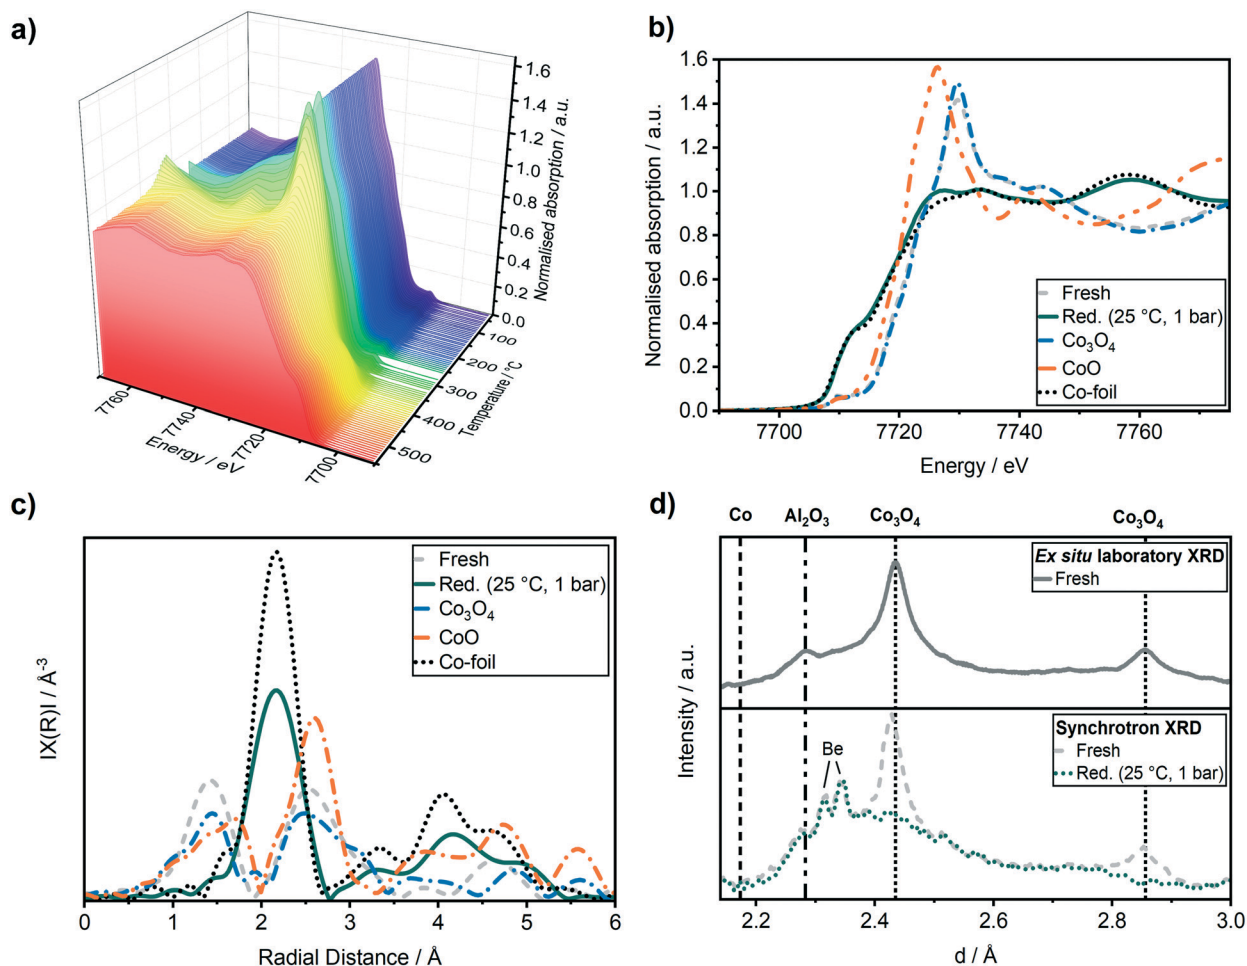 a)
1.6
1.4
1.2
1.0
0.8
0.6
0.4
0.2
0.0
Normalised absorption / a.u.
100
200
300
400
500
Temperature / °C
7760
7740
7720
7700
Energy / eV
b)
1.6
1.4
1.2
1.0
0.8
0.6
0.4
0.2
0.0
Normalised absorption / a.u.
Fresh
Red. (25 °C, 1 bar)
Co₃O₄
CoO
Co-foil
7700
7720
7740
7760
Energy / eV
c)
Fresh
Red. (25 °C, 1 bar)
Co₃O₄
CoO
Co-foil
IX(R)I / Å⁻³
0
1
2
3
4
5
6
Radial Distance / Å
d)
Co
Al₂O₃
Co₃O₄
Co₃O₄
Ex situ laboratory XRD
Fresh
Intensity / a.u.
Synchrotron XRD
Fresh
Red. (25 °C, 1 bar)
Be
2.2
2.4
2.6
2.8
3.0
d / Å